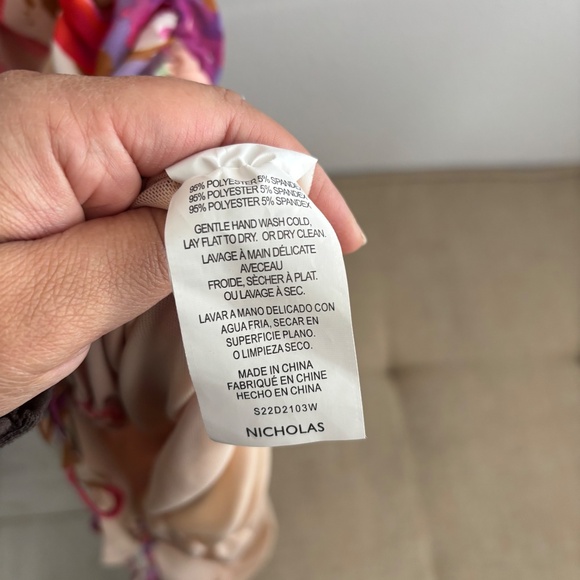 95% POLYESTER 5% SPANDEX
95% POLYESTER 5% SPANDEX
95% POLYESTER 5% SPANDEX
GENTLE HAND WASH COLD,
LAY FLAT TO DRY. OR DRY CLEAN.
LAVAGE À MAIN DÉLICATE
AVECEAU
FROIDE, SÈCHER À PLAT.
OU LAVAGE À SEC.
LAVAR A MANO DELICADO CON
AGUA FRIA, SECAR EN
SUPERFICIE PLANO.
O LIMPIEZA SECO.
MADE IN CHINA
FABRIQUÉ EN CHINE
HECHO EN CHINA
S22D2103W
NICHOLAS